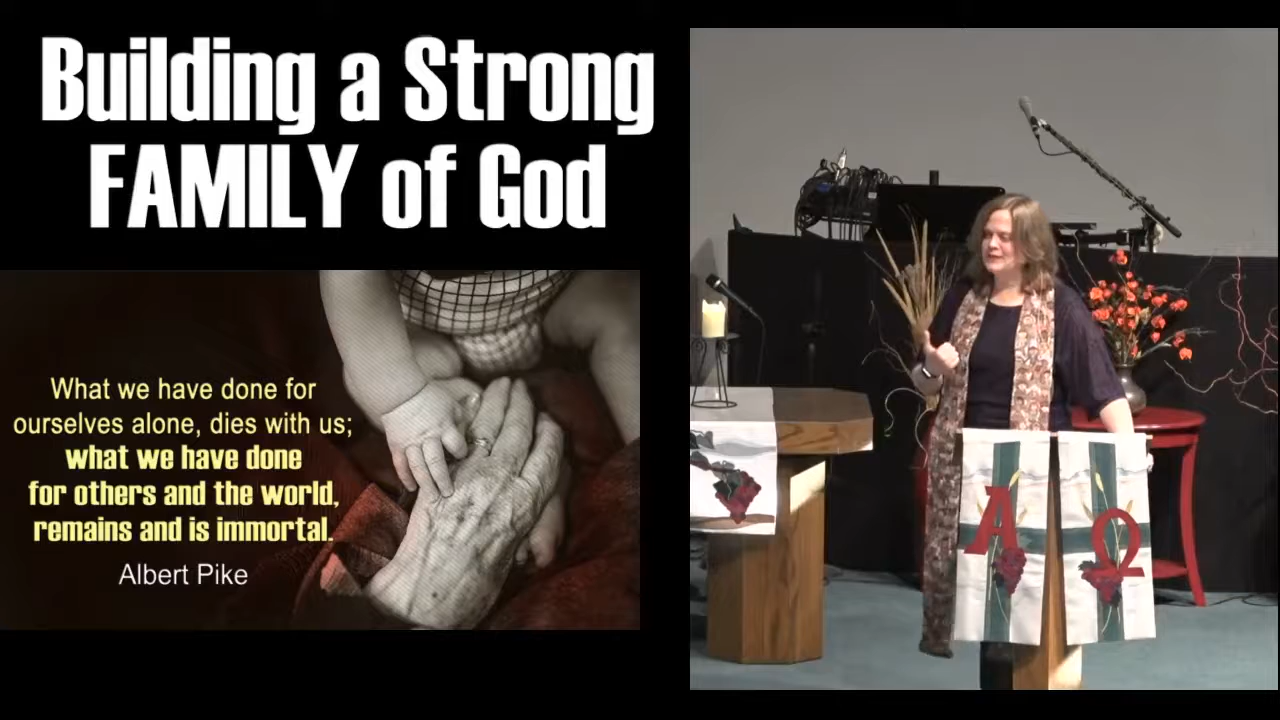 Building a Strong
FAMILY of God
What we have done for
ourselves alone, dies with us;
what we have done
for others and the world,
remains and is immortal.
Albert Pike
Α Ω